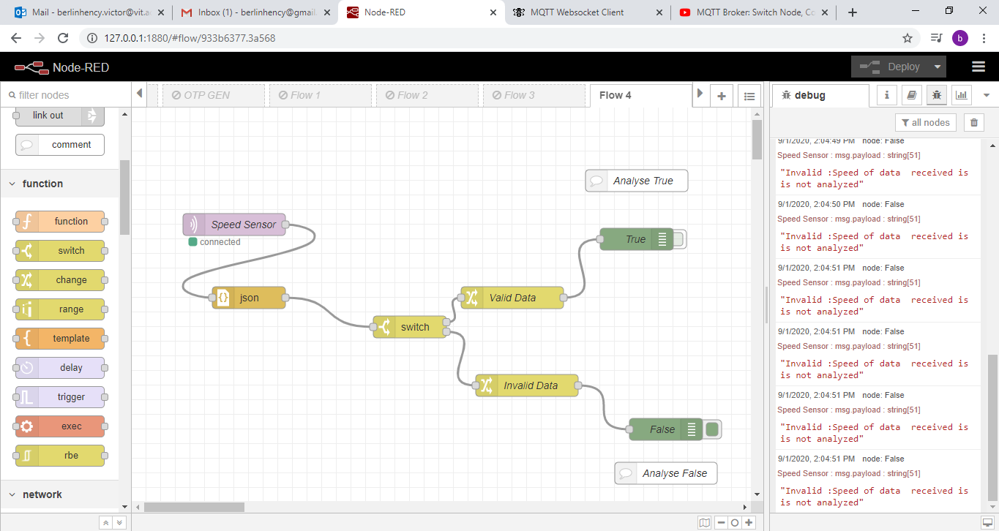 Mail - berlinhency.victor@vit.a
Inbox (1) - berlinhency@gmail.
Node-RED
MQTT Websocket Client
MQTT Broker: Switch Node, Co
127.0.0.1:1880/#flow/933b6377.3a568
b
Node-RED
Deploy
filter nodes
OTP GEN
Flow 1
Flow 2
Flow 3
Flow 4
debug
i
all nodes
link out
comment
function
function
switch
change
range
template
delay
trigger
exec
rbe
network
Analyse True
Speed Sensor
connected
True
json
Valid Data
switch
Invalid Data
False
Analyse False
9/1/2020, 2:04:49 PM node: False
Speed Sensor : msg.payload : string[51]
"Invalid :Speed of data  received is
is not analyzed"
9/1/2020, 2:04:50 PM node: False
Speed Sensor : msg.payload : string[51]
"Invalid :Speed of data  received is
is not analyzed"
9/1/2020, 2:04:51 PM node: False
Speed Sensor : msg.payload : string[51]
"Invalid :Speed of data  received is
is not analyzed"
9/1/2020, 2:04:51 PM node: False
Speed Sensor : msg.payload : string[51]
"Invalid :Speed of data  received is
is not analyzed"
9/1/2020, 2:04:51 PM node: False
Speed Sensor : msg.payload : string[51]
"Invalid :Speed of data  received is
is not analyzed"
9/1/2020, 2:04:51 PM node: False
Speed Sensor : msg.payload : string[51]
"Invalid :Speed of data  received is
is not analyzed"